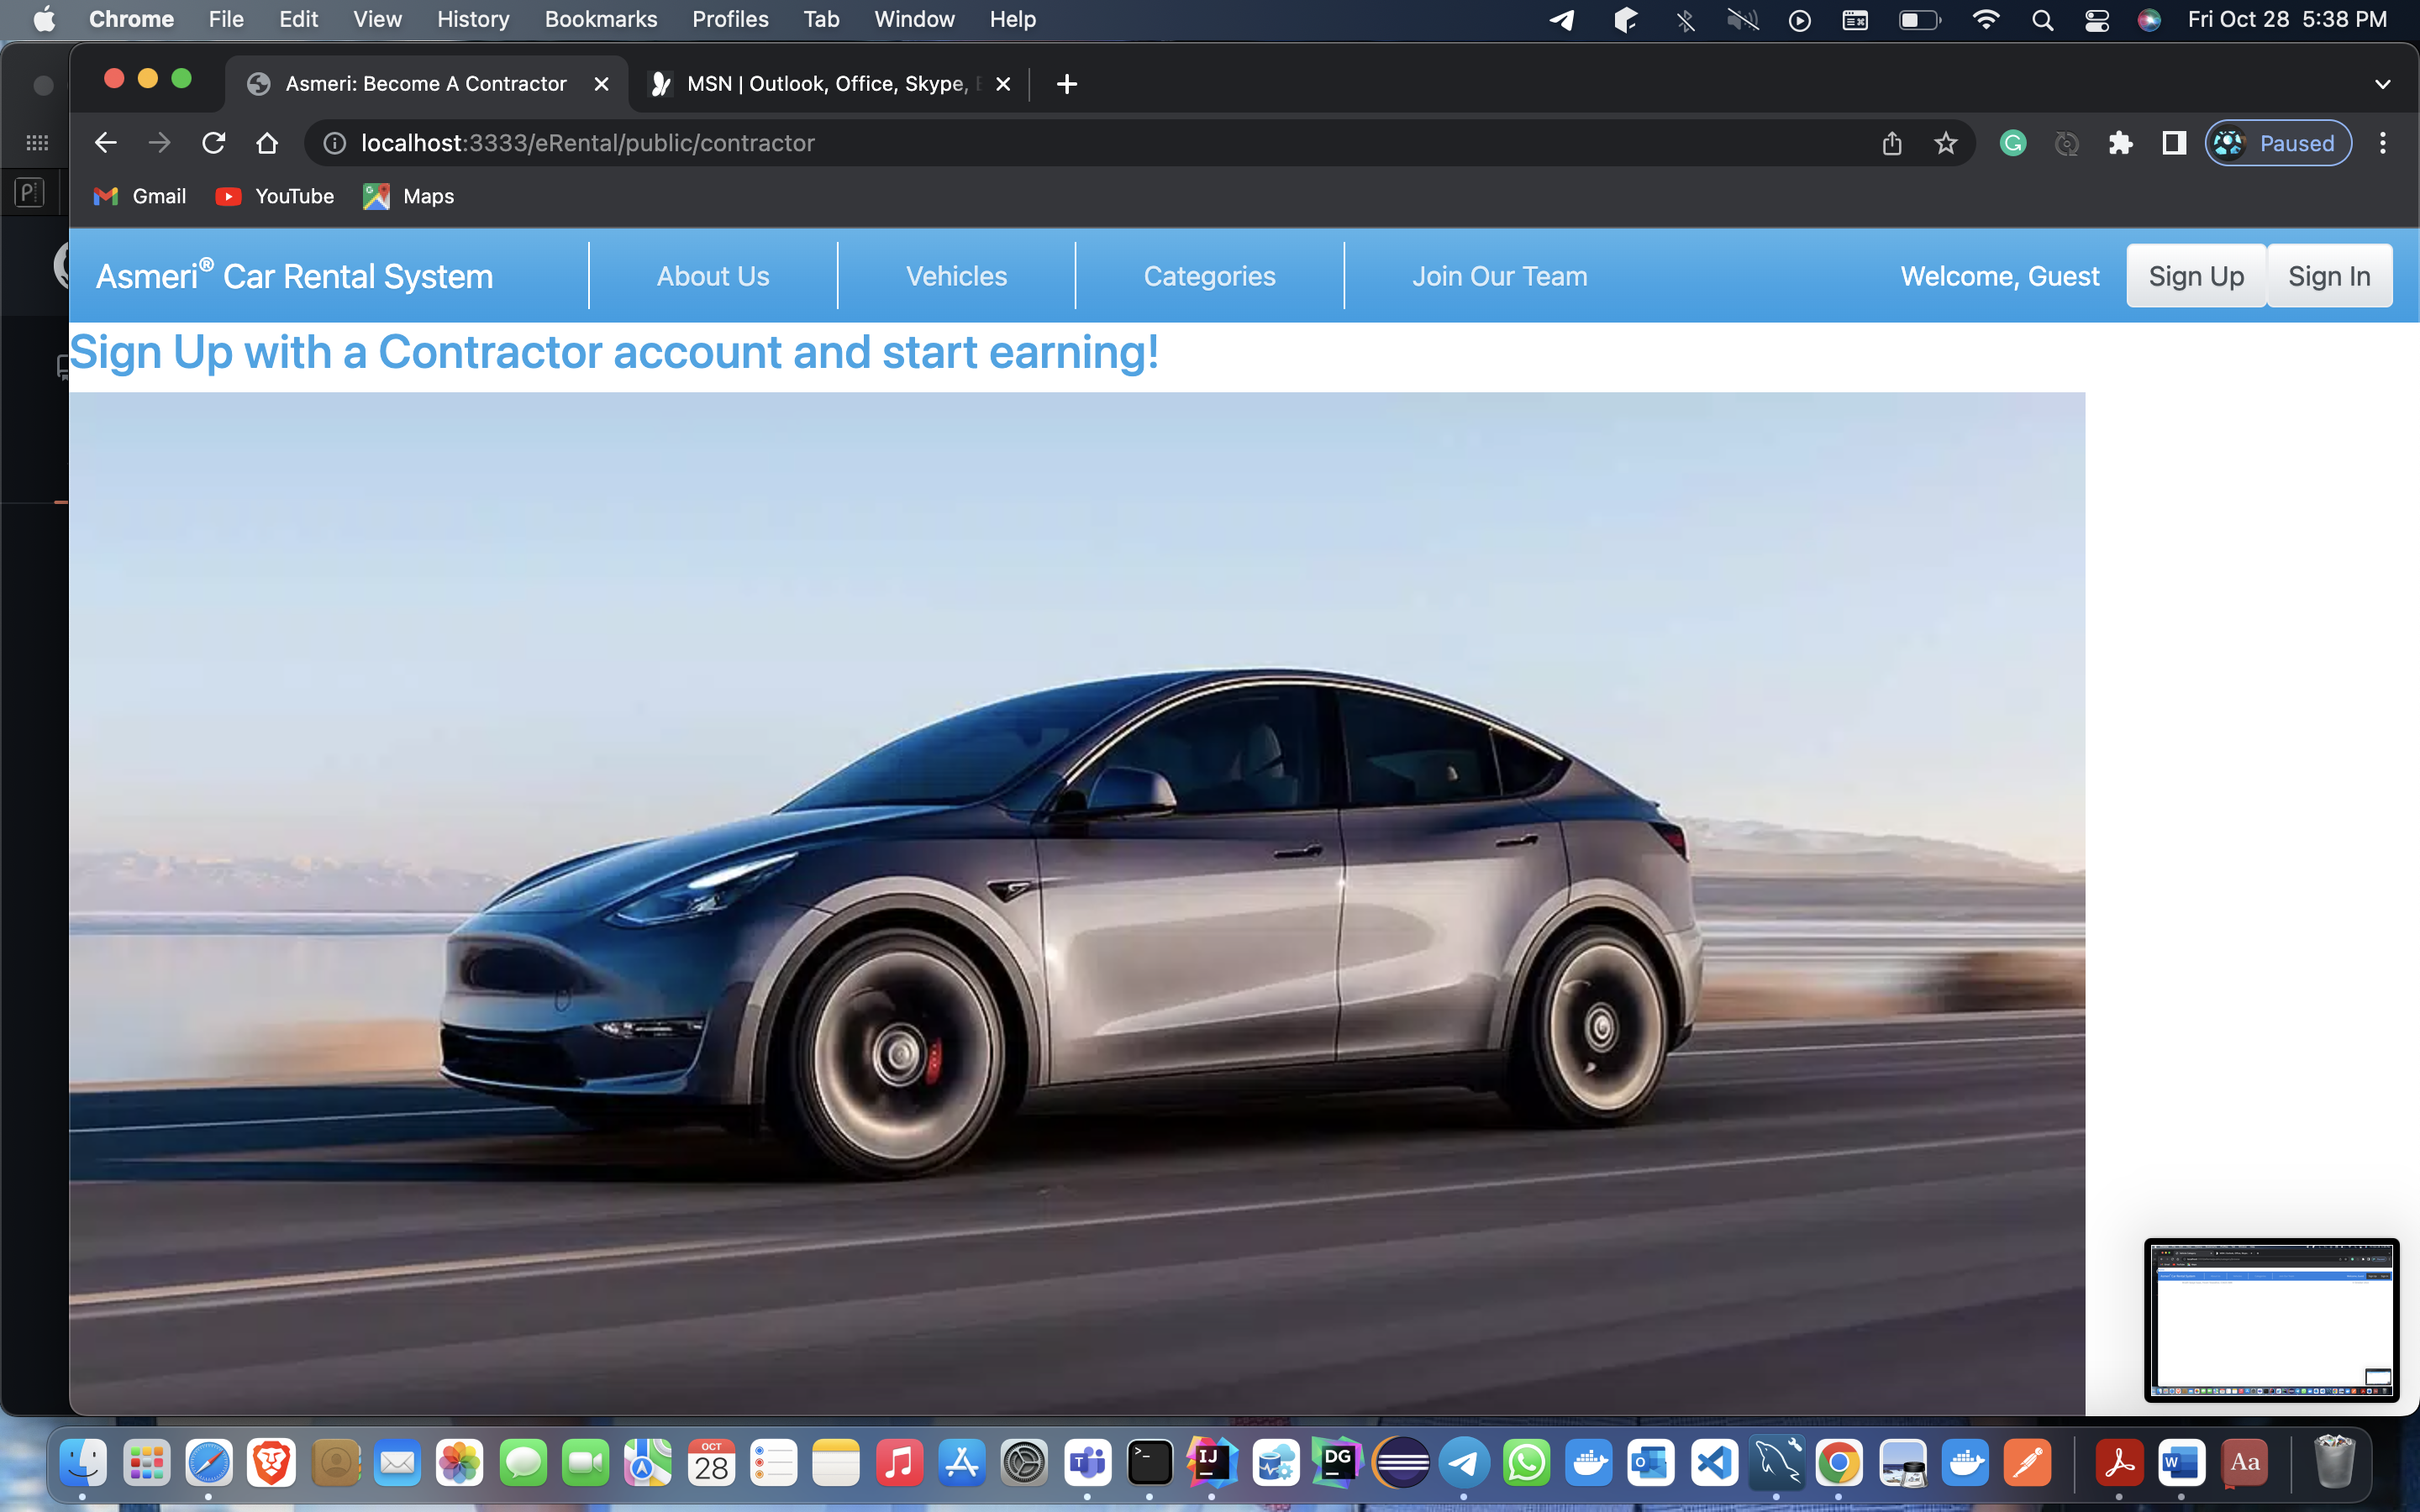 Chrome File Edit View History Bookmarks Profiles Tab Window Help Fri Oct 28 5:38 PM
Asmeri: Become A Contractor MSN | Outlook, Office, Skype,
localhost:3333/eRental/public/contractor Paused
Gmail YouTube Maps
Asmeri® Car Rental System About Us Vehicles Categories Join Our Team Welcome, Guest Sign Up Sign In
Sign Up with a Contractor account and start earning!
OCT
28
IJ
DG
Aa